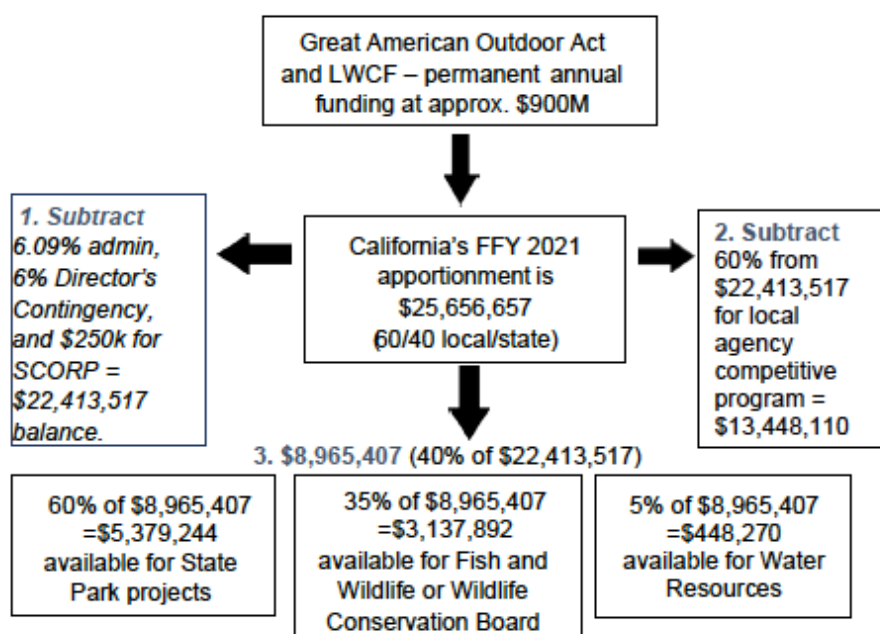 Great American Outdoor Act
and LWCF – permanent annual
funding at approx. $900M
1. Subtract
6.09% admin,
6% Director's
Contingency,
and $250k for
SCORP =
$22,413,517
balance.
California's FFY 2021
apportionment is
$25,656,657
(60/40 local/state)
2. Subtract
60% from
$22,413,517
for local
agency
competitive
program =
$13,448,110
3. $8,965,407 (40% of $22,413,517)
60% of $8,965,407
=$5,379,244
available for State
Park projects
35% of $8,965,407
=$3,137,892
available for Fish and
Wildlife or Wildlife
Conservation Board
5% of $8,965,407
=$448,270
available for Water
Resources